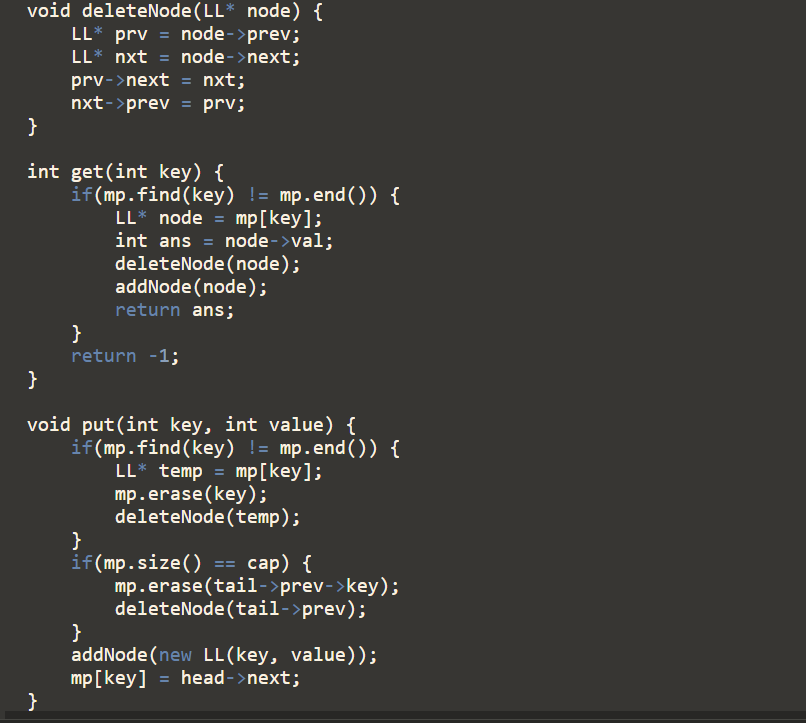 void deleteNode(LL* node) {
    LL* prv = node->prev;
    LL* nxt = node->next;
    prv->next = nxt;
    nxt->prev = prv;
}

int get(int key) {
    if(mp.find(key) != mp.end()) {
        LL* node = mp[key];
        int ans = node->val;
        deleteNode(node);
        addNode(node);
        return ans;
    }
    return -1;
}

void put(int key, int value) {
    if(mp.find(key) != mp.end()) {
        LL* temp = mp[key];
        mp.erase(key);
        deleteNode(temp);
    }
    if(mp.size() == cap) {
        mp.erase(tail->prev->key);
        deleteNode(tail->prev);
    }
    addNode(new LL(key, value));
    mp[key] = head->next;
}